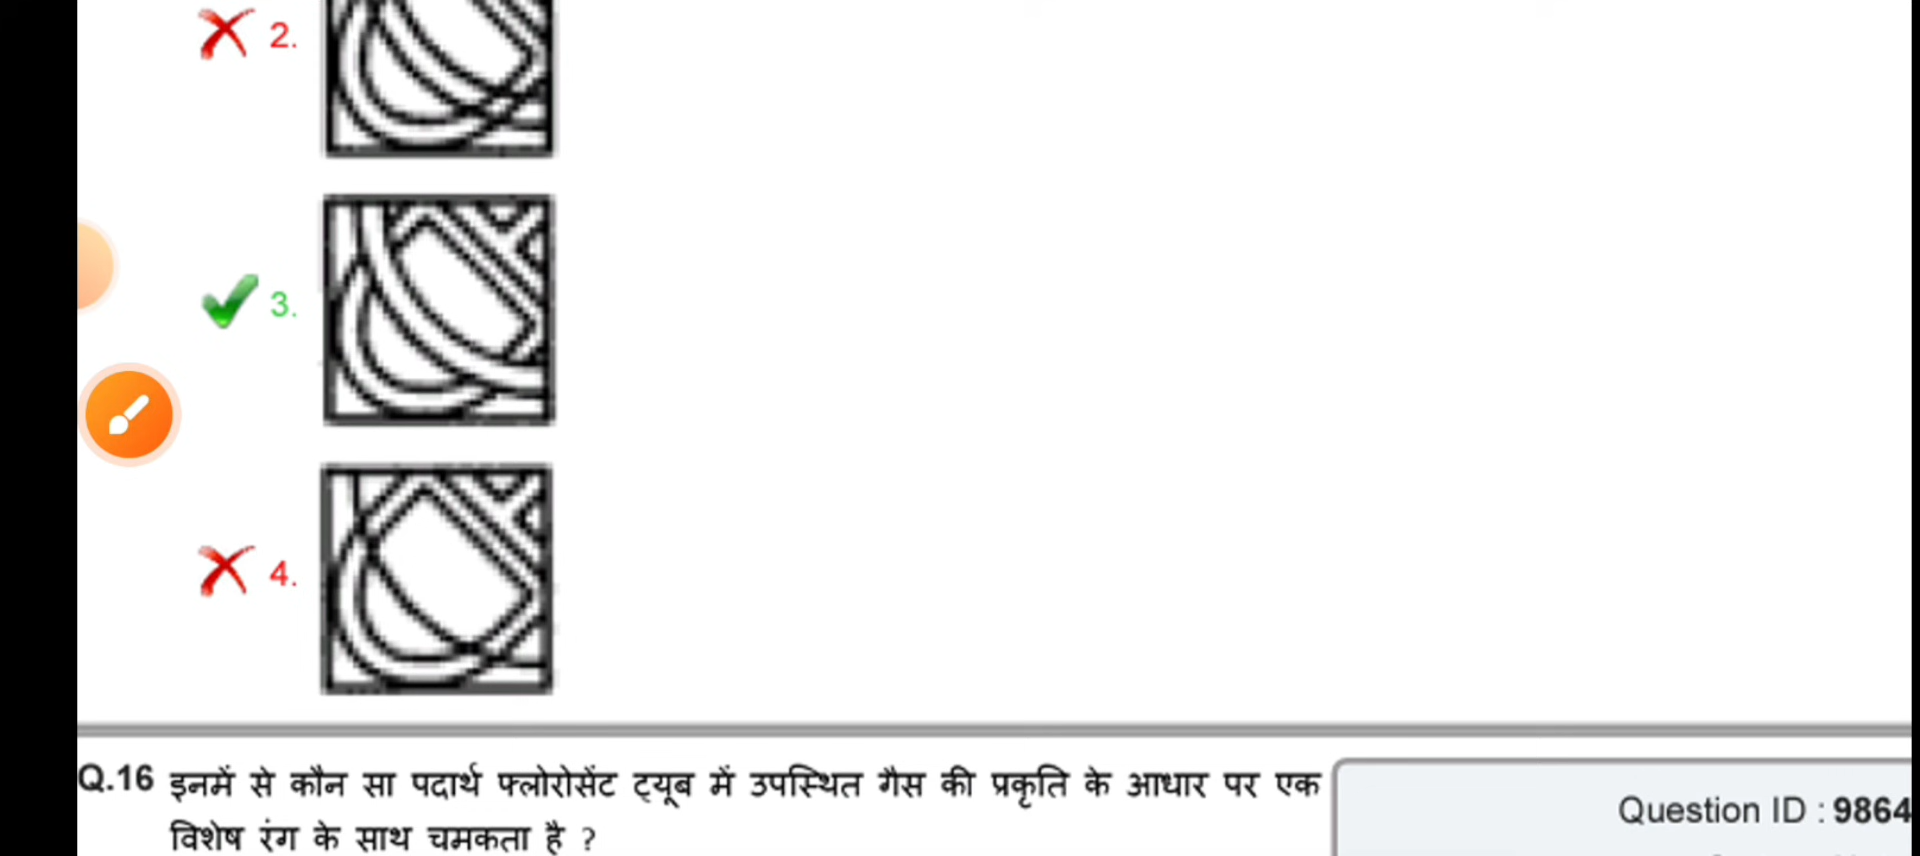 2.
3.
4.
Q.16 इनमें से कौन सा पदार्थ फ्लोरोसेंट ट्यूब में उपस्थित गैस की प्रकृति के आधार पर एक
विशेष रंग के साथ चमकता है ?
Question ID : 9864